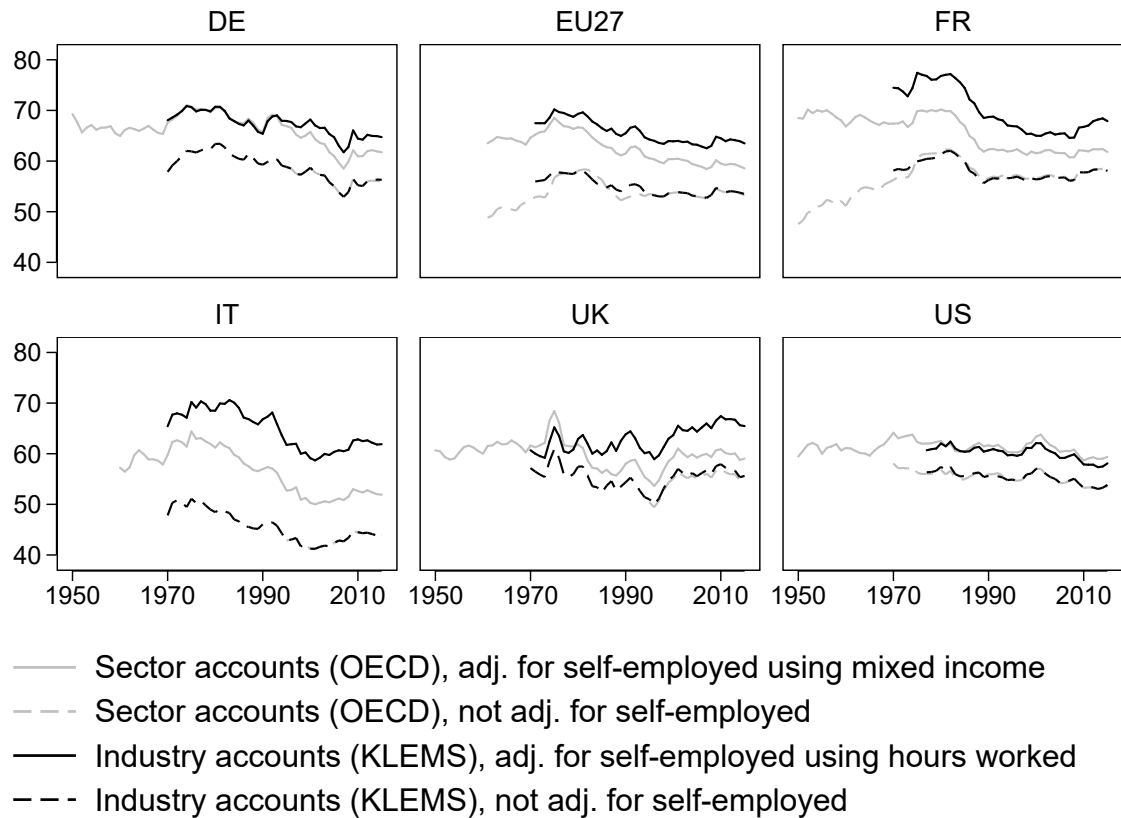 DE EU27 FR
80
70
60
50
40
IT UK US
80
70
60
50
40
1950 1970 1990 2010 1950 1970 1990 2010 1950 1970 1990 2010
Sector accounts (OECD), adj. for self-employed using mixed income
Sector accounts (OECD), not adj. for self-employed
Industry accounts (KLEMS), adj. for self-employed using hours worked
Industry accounts (KLEMS), not adj. for self-employed